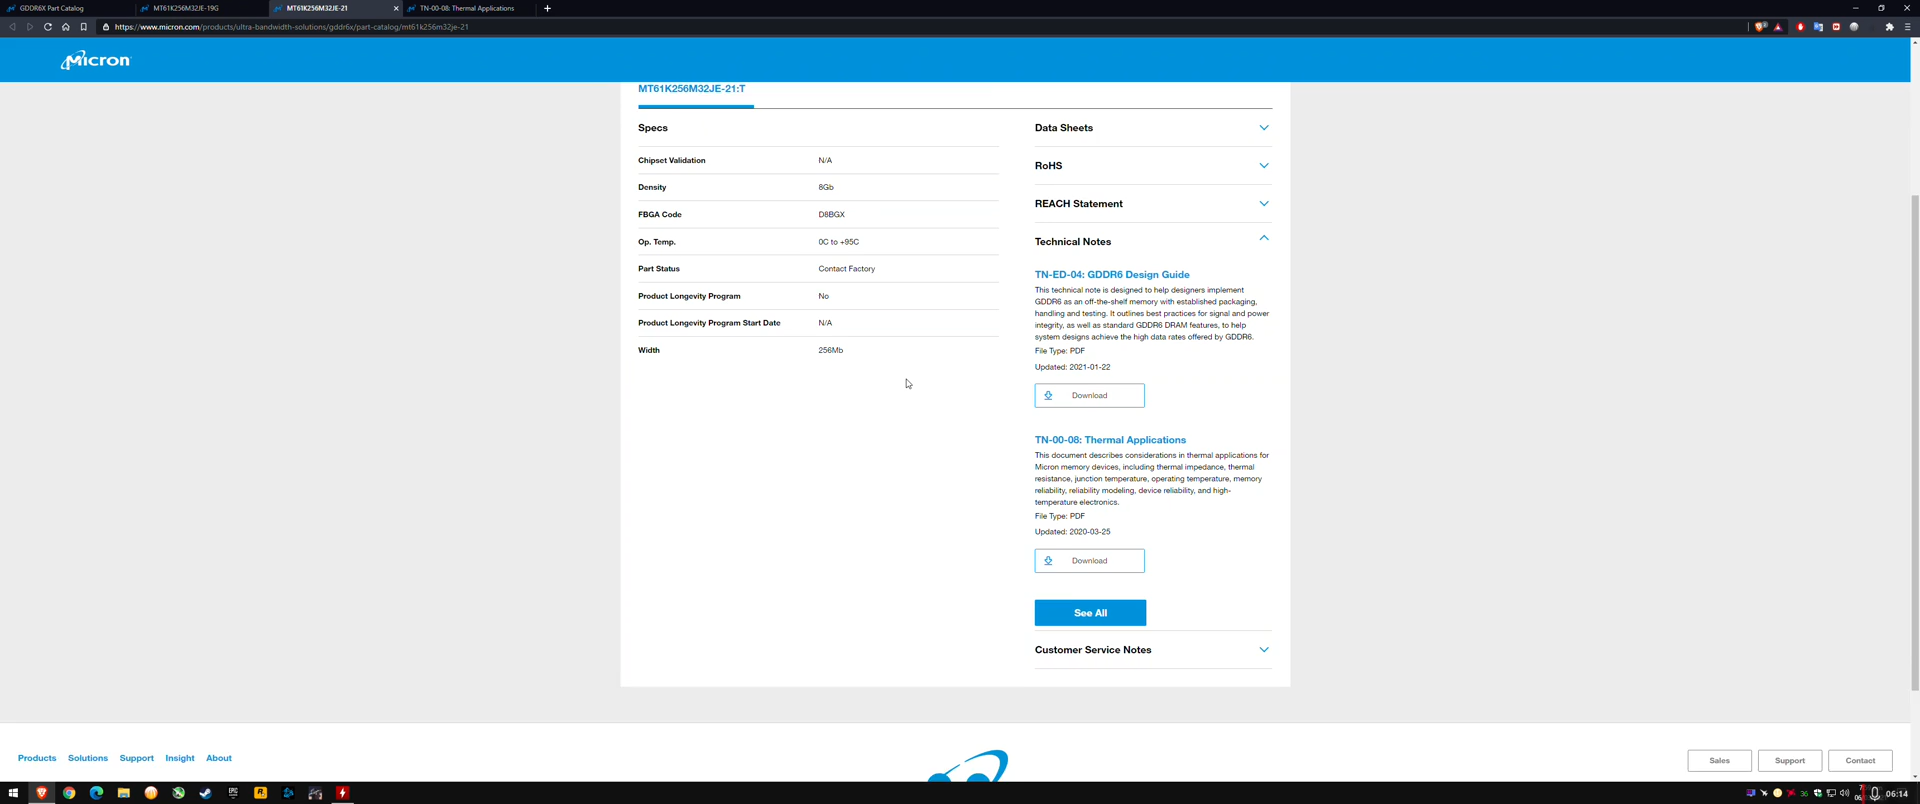 GDDR6X Part Catalog
MT61K256M32JE-19G
MT61K256M32JE-21
TN-00-08: Thermal Applications
https://www.micron.com/products/ultra-bandwidth-solutions/gddr6x/part-catalog/mt61k256m32je-21
Micron
MT61K256M32JE-21:T
Specs
Chipset Validation N/A
Density 8Gb
FBGA Code D8BGX
Op. Temp. 0C to +95C
Part Status Contact Factory
Product Longevity Program No
Product Longevity Program Start Date N/A
Width 256Mb
Data Sheets
RoHS
REACH Statement
Technical Notes
TN-ED-04: GDDR6 Design Guide
This technical note is designed to help designers implement
GDDR6 as an off-the-shelf memory with established packaging,
handling and testing. It outlines best practices for signal and power
integrity, as well as standard GDDR6 DRAM features, to help
system designs achieve the high data rates offered by GDDR6.
File Type: PDF
Updated: 2021-01-22
Download
TN-00-08: Thermal Applications
This document describes considerations in thermal applications for
Micron memory devices, including thermal impedance, thermal
resistance, junction temperature, operating temperature, memory
reliability, reliability modeling, device reliability, and high-
temperature electronics.
File Type: PDF
Updated: 2020-03-25
Download
See All
Customer Service Notes
Products Solutions Support Insight About
Sales Support Contact
EPIC
36
06:14